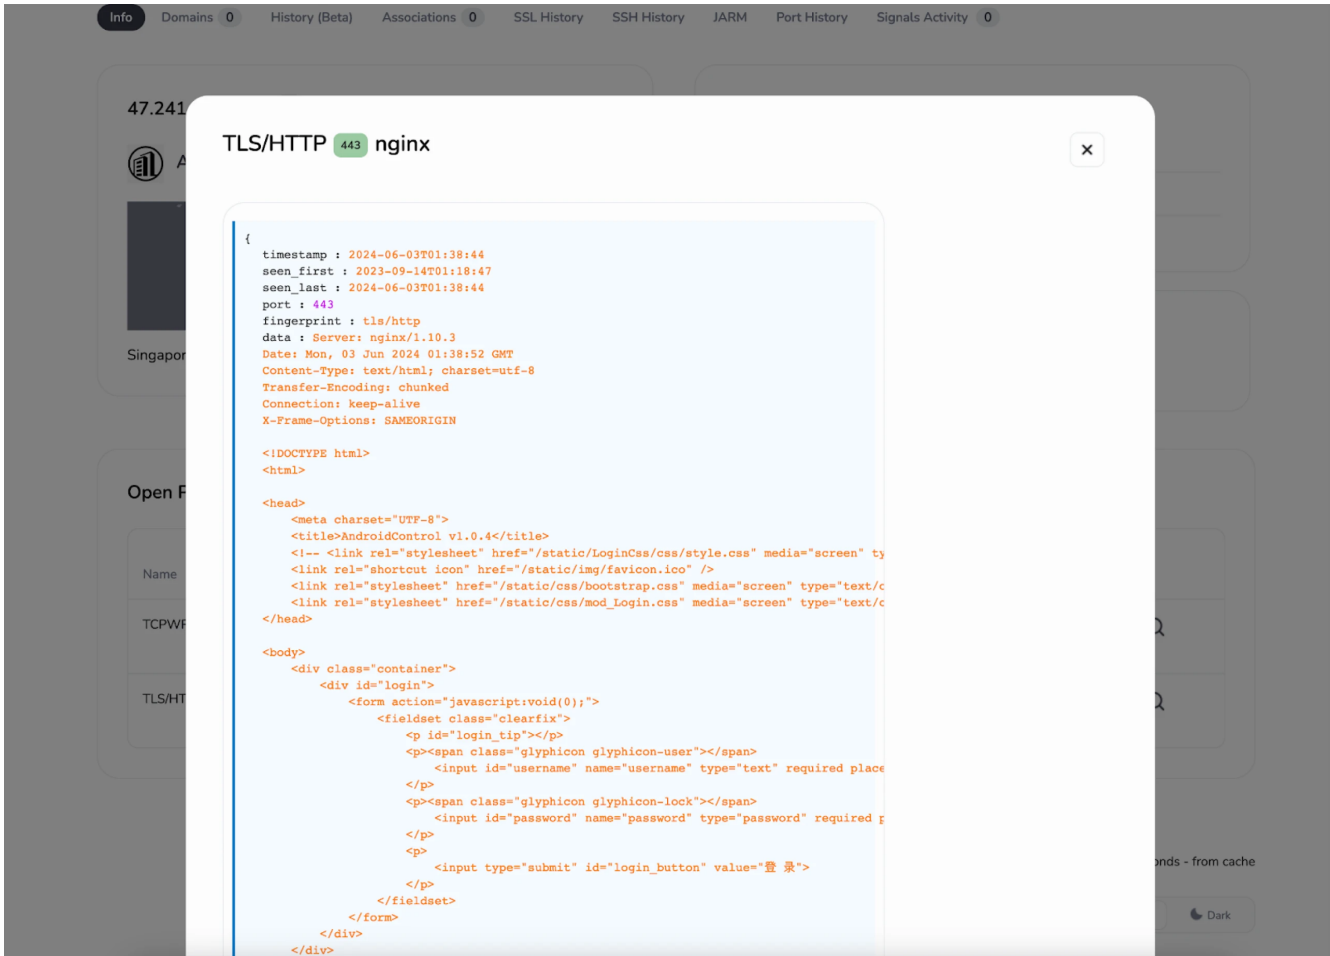 Info Domains 0 History (Beta) Associations 0 SSL History SSH History JARM Port History Signals Activity 0
47.241
TLS/HTTP 443 nginx
A
Singapor
{
timestamp : 2024-06-03T01:38:44
seen_first : 2023-09-14T01:18:47
seen_last : 2024-06-03T01:38:44
port : 443
fingerprint : tls/http
data : Server: nginx/1.10.3
Date: Mon, 03 Jun 2024 01:38:52 GMT
Content-Type: text/html; charset=utf-8
Transfer-Encoding: chunked
Connection: keep-alive
X-Frame-Options: SAMEORIGIN
<!DOCTYPE html>
<html>
<head>
<meta charset="UTF-8">
<title>AndroidControl v1.0.4</title>
<!-- <link rel="stylesheet" href="/static/LoginCss/css/style.css" media="screen" ty
<link rel="shortcut icon" href="/static/img/favicon.ico" />
<link rel="stylesheet" href="/static/css/bootstrap.css" media="screen" type="text/c
<link rel="stylesheet" href="/static/css/mod_Login.css" media="screen" type="text/c
</head>
<body>
<div class="container">
<div id="login">
<form action="javascript:void(0);">
<fieldset class="clearfix">
<p id="login_tip"></p>
<p><span class="glyphicon glyphicon-user"></span>
<input id="username" name="username" type="text" required place
</p>
<p><span class="glyphicon glyphicon-lock"></span>
<input id="password" name="password" type="password" required p
</p>
<p>
<input type="submit" id="login_button" value="登 录">
</p>
</fieldset>
</form>
</div>
</div>
Open P
Name
TCPWR
TLS/HT
onds - from cache
Dark